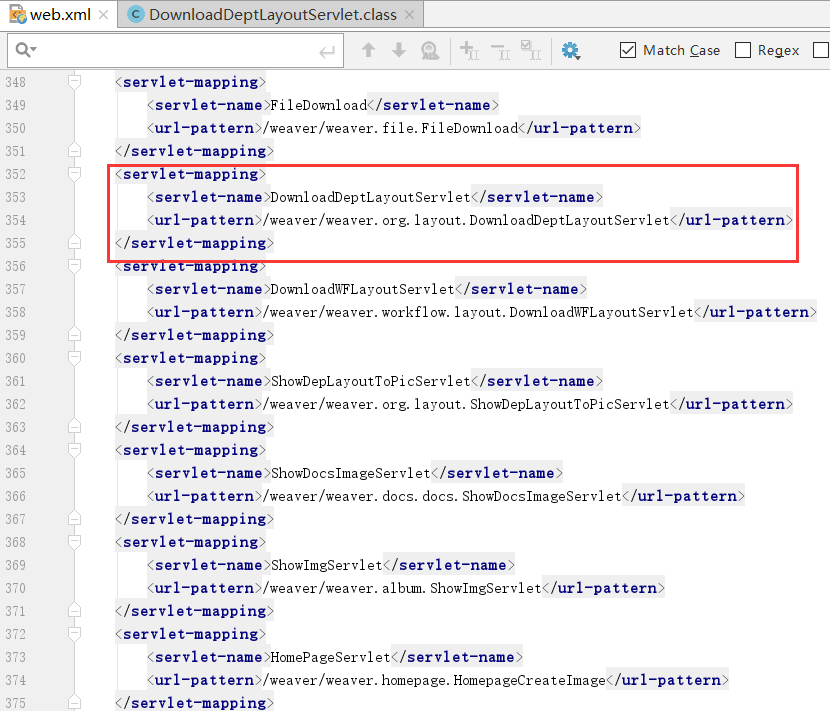 web.xml
DownloadDeptLayoutServlet.class
Match Case
Regex
348 <servlet-mapping>
349 <servlet-name>FileDownload</servlet-name>
350 <url-pattern>/weaver/weaver.file.FileDownload</url-pattern>
351 </servlet-mapping>
352 <servlet-mapping>
353 <servlet-name>DownloadDeptLayoutServlet</servlet-name>
354 <url-pattern>/weaver/weaver.org.layout.DownloadDeptLayoutServlet</url-pattern>
355 </servlet-mapping>
356 <servlet-mapping>
357 <servlet-name>DownloadWFLayoutServlet</servlet-name>
358 <url-pattern>/weaver/weaver.workflow.layout.DownloadWFLayoutServlet</url-pattern>
359 </servlet-mapping>
360 <servlet-mapping>
361 <servlet-name>ShowDepLayoutToPicServlet</servlet-name>
362 <url-pattern>/weaver/weaver.org.layout.ShowDepLayoutToPicServlet</url-pattern>
363 </servlet-mapping>
364 <servlet-mapping>
365 <servlet-name>ShowDocsImageServlet</servlet-name>
366 <url-pattern>/weaver/weaver.docs.docs.ShowDocsImageServlet</url-pattern>
367 </servlet-mapping>
368 <servlet-mapping>
369 <servlet-name>ShowImgServlet</servlet-name>
370 <url-pattern>/weaver/weaver.album.ShowImgServlet</url-pattern>
371 </servlet-mapping>
372 <servlet-mapping>
373 <servlet-name>HomePageServlet</servlet-name>
374 <url-pattern>/weaver/weaver.homepage.HomepageCreateImage</url-pattern>
375 </servlet-mapping>